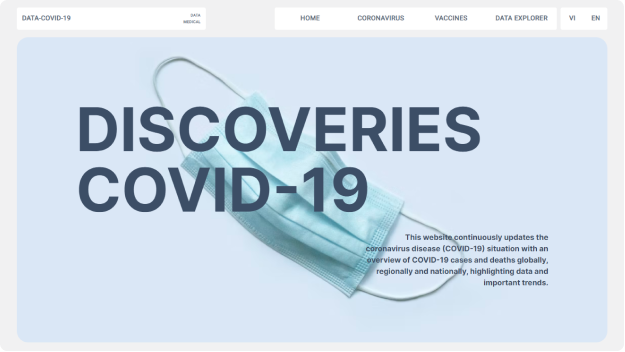 DATA-COVID-19
DATA
MEDICAL
HOME
CORONAVIRUS
VACCINES
DATA EXPLORER
VI
EN
DISCOVERIES
COVID-19
This website continuously updates the
coronavirus disease (COVID-19) situation with an
overview of COVID-19 cases and deaths globally,
regionally and nationally, highlighting data and
important trends.